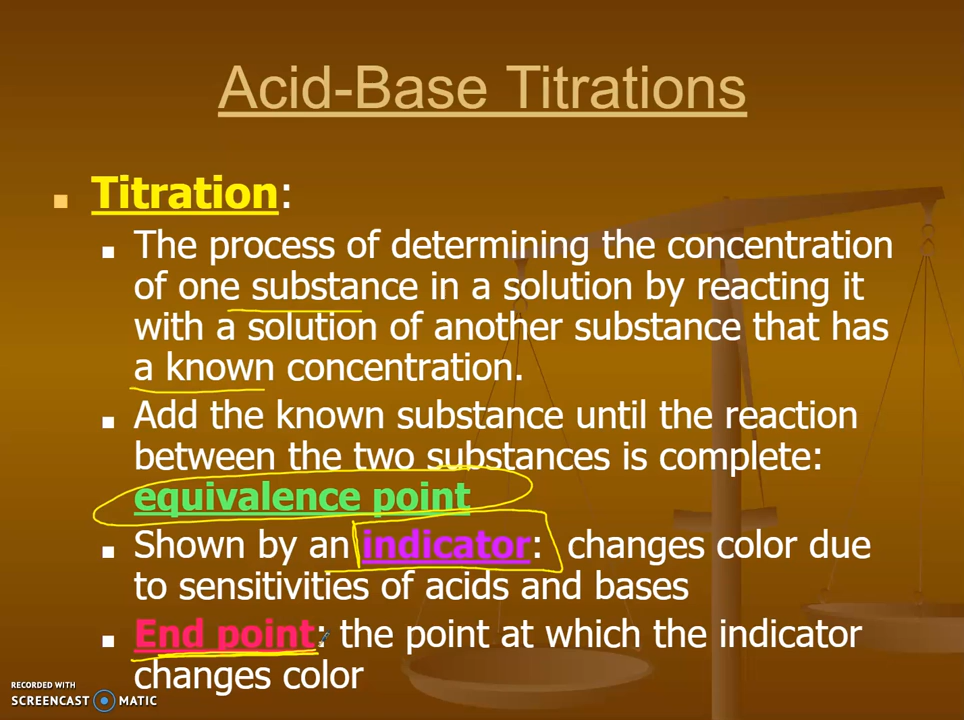 Acid-Base Titrations
Titration:
The process of determining the concentration
of one substance in a solution by reacting it
with a solution of another substance that has
a known concentration.
Add the known substance until the reaction
between the two substances is complete:
equivalence point
Shown by an indicator: changes color due
to sensitivities of acids and bases
End point: the point at which the indicator
changes color
RECORDED WITH
SCREENCAST MATIC